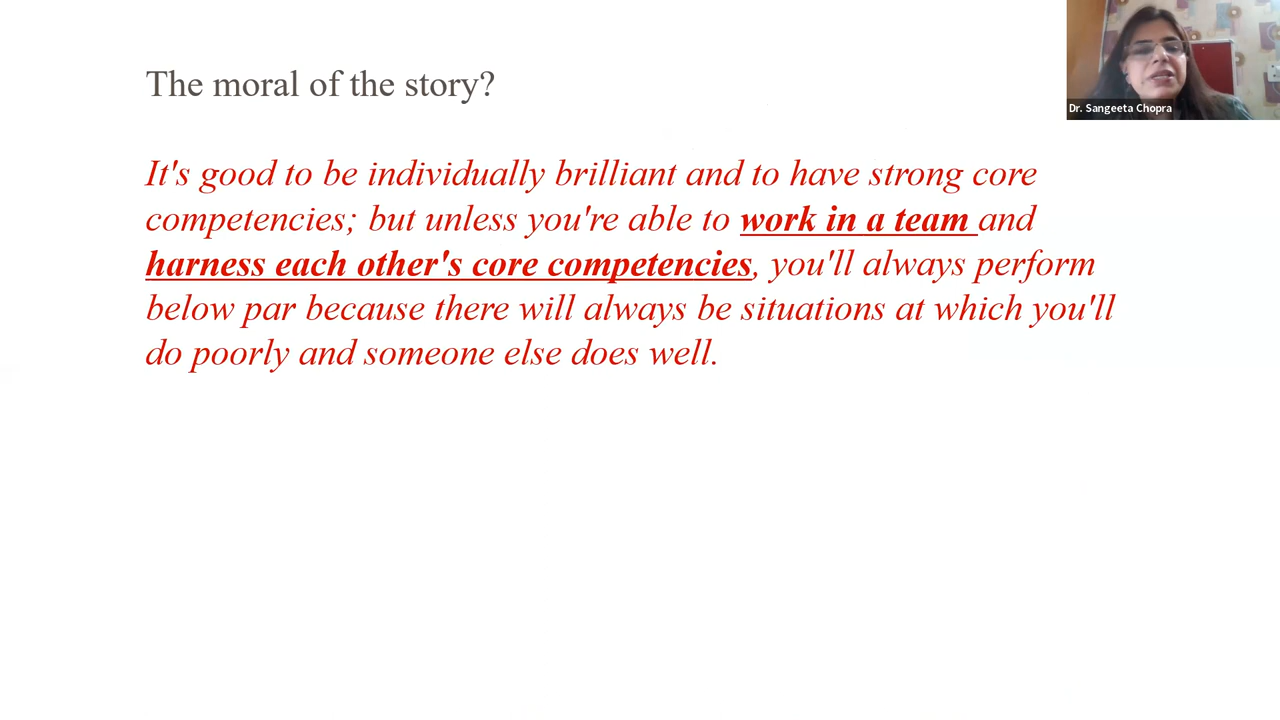 The moral of the story?
It's good to be individually brilliant and to have strong core
competencies; but unless you're able to work in a team and
harness each other's core competencies, you'll always perform
below par because there will always be situations at which you'll
do poorly and someone else does well.
Dr. Sangeeta Chopra